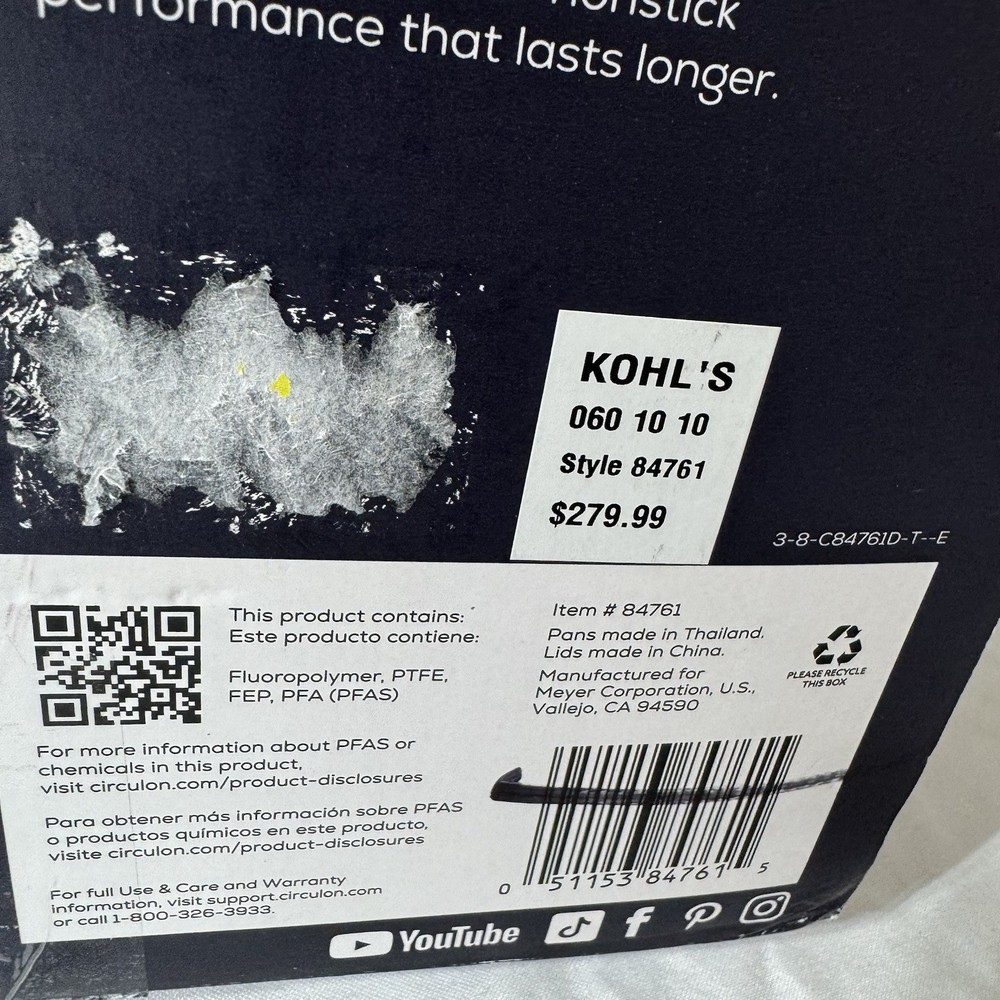 nonstick
performance that lasts longer.
KOHL'S
060 10 10
Style 84761
$279.99
3-8-C84761D-T--E
This product contains:
Este producto contiene:
Fluoropolymer, PTFE,
FEP, PFA (PFAS)
For more information about PFAS or
chemicals in this product,
visit circulon.com/product-disclosures
Para obtener más información sobre PFAS
o productos químicos en este producto,
visite circulon.com/product-disclosures
For full Use & Care and Warranty
information, visit support.circulon.com
or call 1-800-326-3933.
Item # 84761
Pans made in Thailand.
Lids made in China.
Manufactured for
Meyer Corporation, U.S.,
Vallejo, CA 94590
PLEASE RECYCLE
THIS BOX
0 51153 84761 5
YouTube